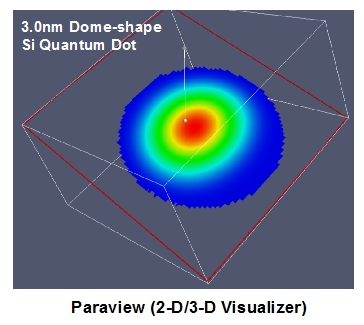 3.0nm Dome-shape
Si Quantum Dot
Paraview (2-D/3-D Visualizer)